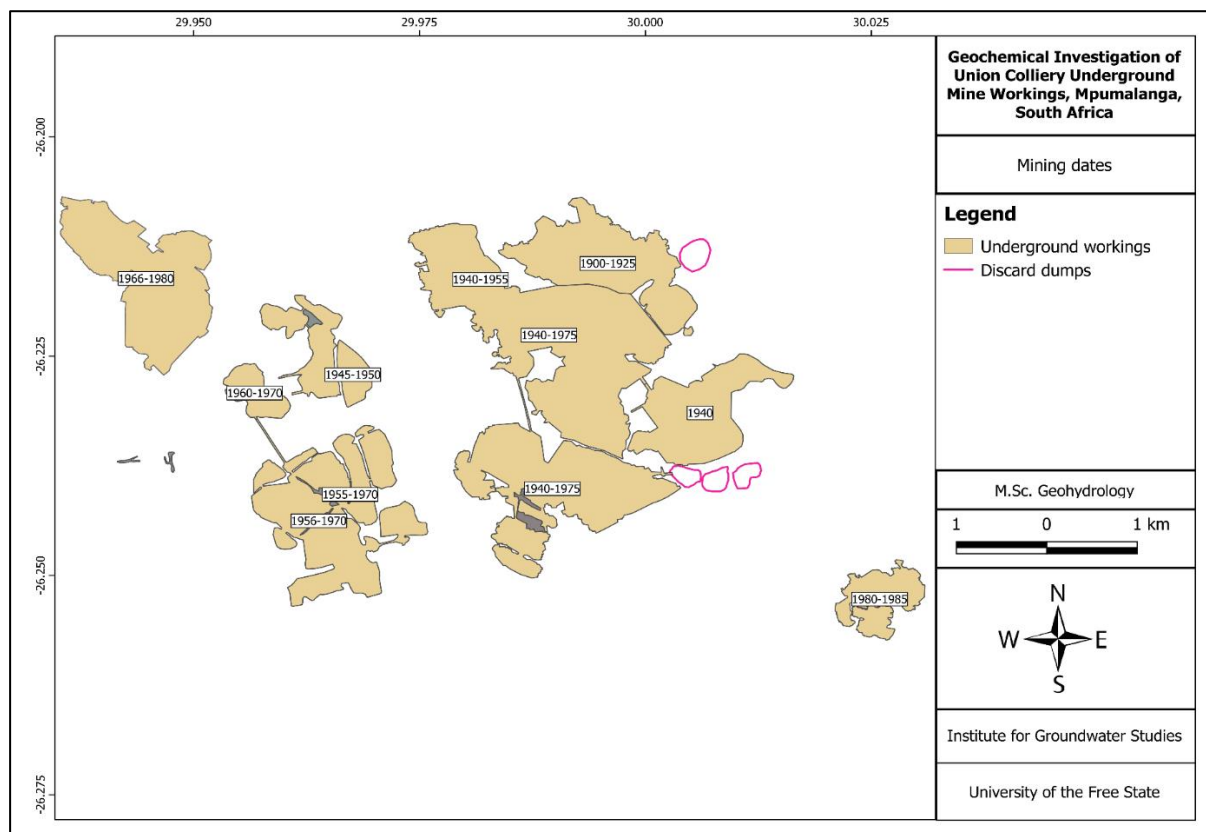 29.950
29.975
30.000
30.025
-26.200
-26.225
-26.250
-26.275
1966-1980
1940-1955
1900-1925
1940-1975
1945-1950
1960-1970
1940
1955-1970
1956-1970
1940-1975
1980-1985
Geochemical Investigation of
Union Colliery Underground
Mine Workings, Mpumalanga,
South Africa
Mining dates
Legend
Underground workings
Discard dumps
M.Sc. Geohydrology
1 0 1 km
N
W E
S
Institute for Groundwater Studies
University of the Free State